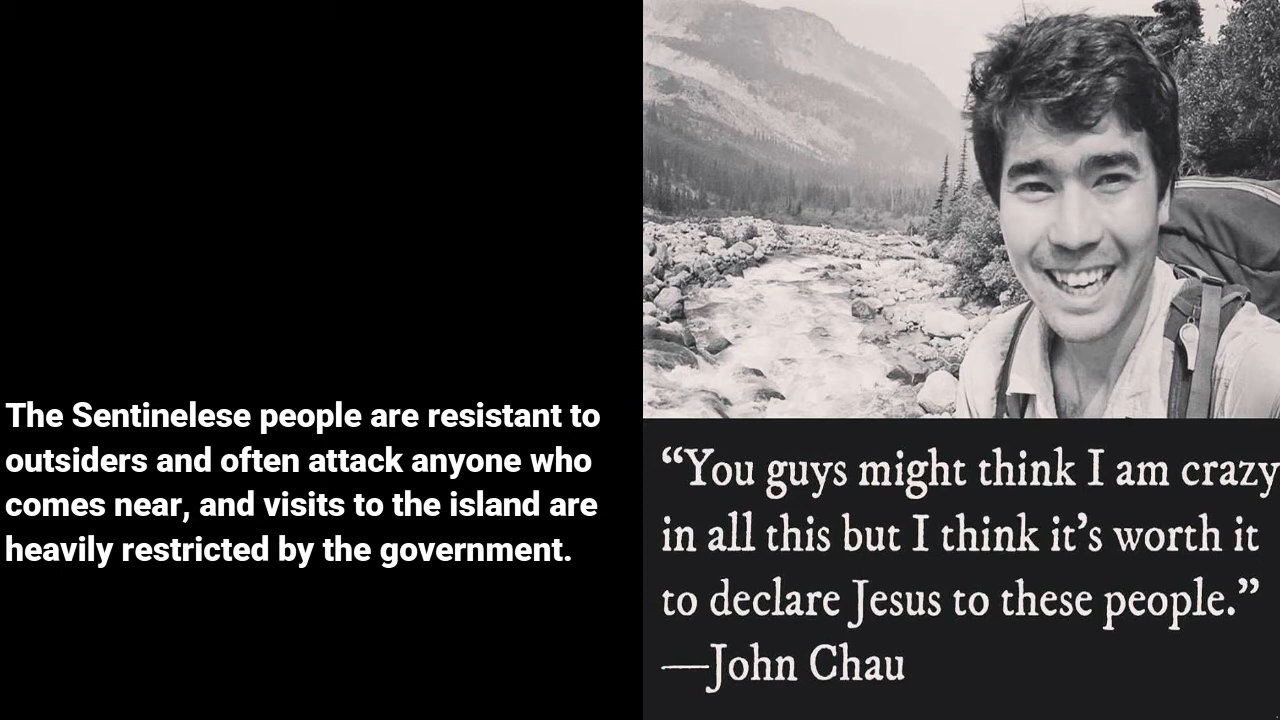 The Sentinelese people are resistant to
outsiders and often attack anyone who
comes near, and visits to the island are
heavily restricted by the government.
“You guys might think I am crazy
in all this but I think it’s worth it
to declare Jesus to these people.”
—John Chau